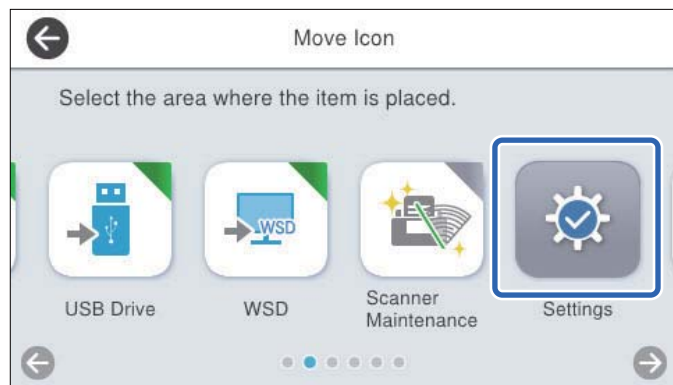 Move Icon
Select the area where the item is placed.
WSD
USB Drive
WSD
Scanner
Maintenance
Settings